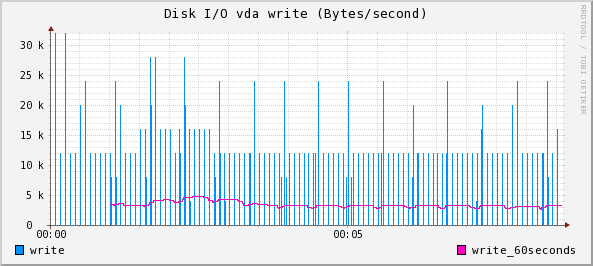 Disk I/O vda write (Bytes/second)
RRDTOOL / TOBI OETIKER
30 k
25 k
20 k
15 k
10 k
5 k
0
00:00 00:05
write write_60seconds